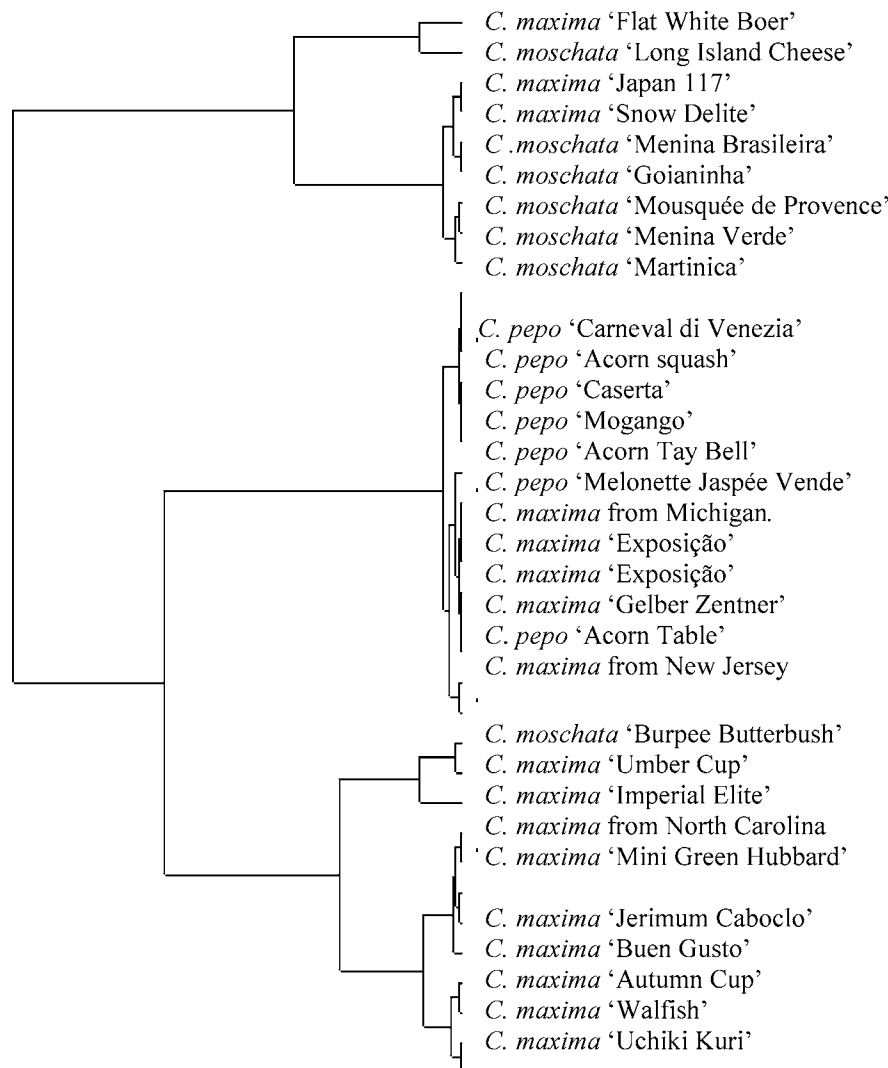 C. maxima ‘Flat White Boer’
C. moschata ‘Long Island Cheese’
C. maxima ‘Japan 117’
C. maxima ‘Snow Delite’
C .moschata ‘Menina Brasileira’
C. moschata ‘Goianinha’
C. moschata ‘Mousquée de Provence’
C. moschata ‘Menina Verde’
C. moschata ‘Martinica’
C. pepo ‘Carneval di Venezia’
C. pepo ‘Acorn squash’
C. pepo ‘Caserta’
C. pepo ‘Mogango’
C. pepo ‘Acorn Tay Bell’
C. pepo ‘Melonette Jaspée Vende’
C. maxima from Michigan.
C. maxima ‘Exposição’
C. maxima ‘Exposição’
C. maxima ‘Gelber Zentner’
C. pepo ‘Acorn Table’
C. maxima from New Jersey
C. moschata ‘Burpee Butterbush’
C. maxima ‘Umber Cup’
C. maxima ‘Imperial Elite’
C. maxima from North Carolina
C. maxima ‘Mini Green Hubbard’
C. maxima ‘Jerimum Caboclo’
C. maxima ‘Buen Gusto’
C. maxima ‘Autumn Cup’
C. maxima ‘Walfish’
C. maxima ‘Uchiki Kuri’